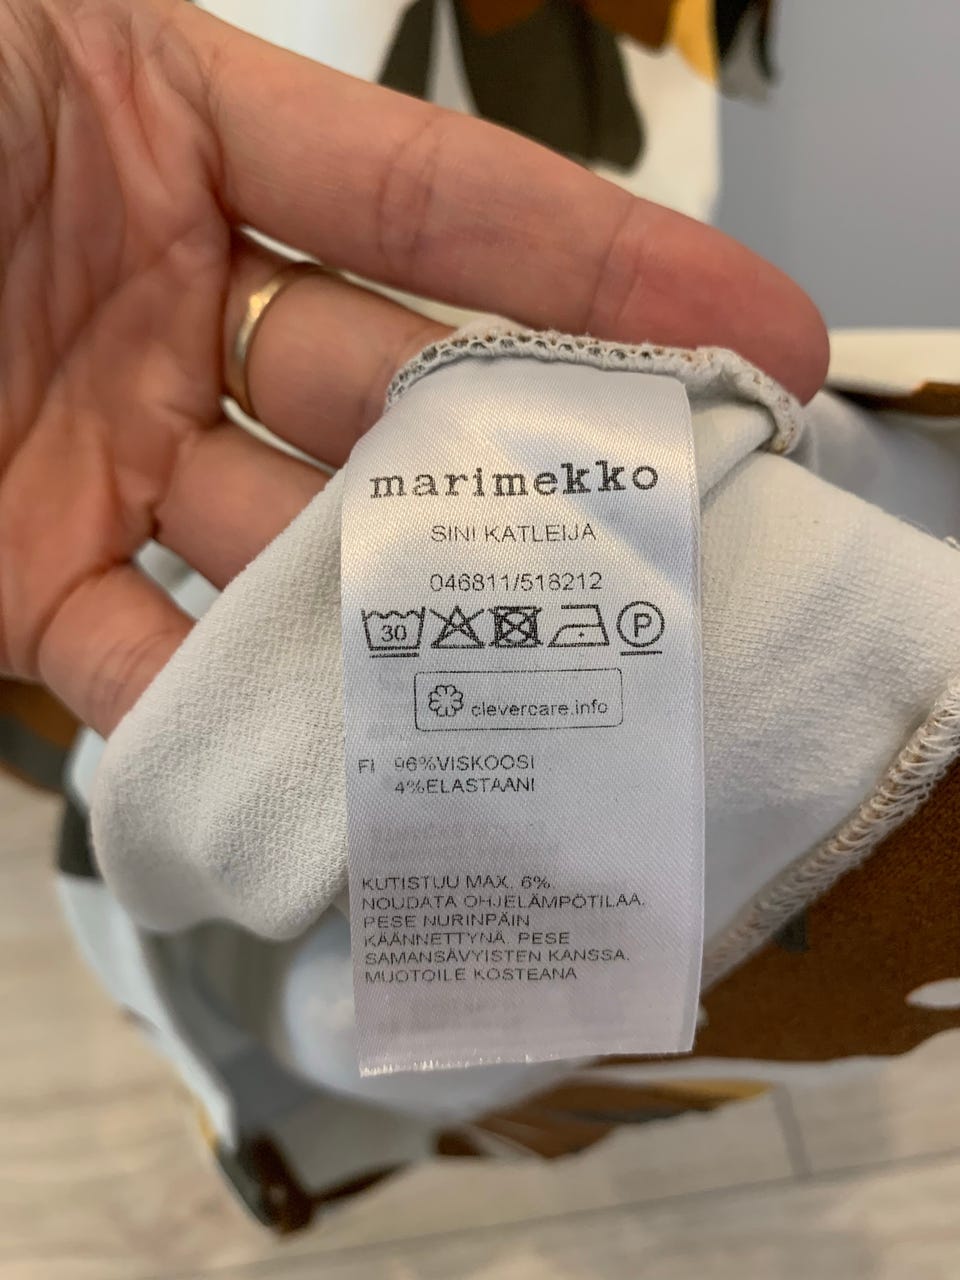 marimekko
SINI KATLEIJA
046811/518212
30 P
clevercare.info
FI 96%VISKOOSI
4%ELASTAANI
KUTISTUU MAX. 6%.
NOUDATA OHJELÄMPÖTILAA.
PESE NURINPÄIN
KÄÄNNETTYNÄ. PESE
SAMANSÄVYISTEN KANSSA.
MUOTOILE KOSTEANA